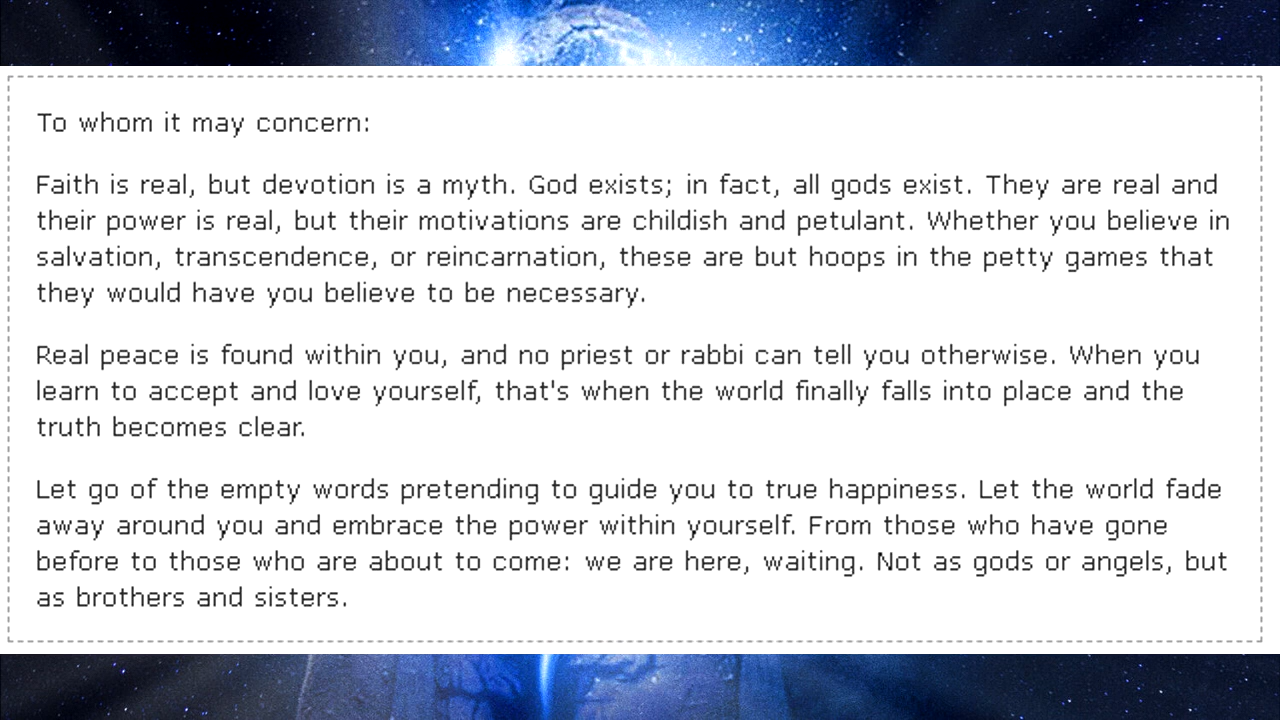 To whom it may concern:
Faith is real, but devotion is a myth. God exists; in fact, all gods exist. They are real and
their power is real, but their motivations are childish and petulant. Whether you believe in
salvation, transcendence, or reincarnation, these are but hoops in the petty games that
they would have you believe to be necessary.
Real peace is found within you, and no priest or rabbi can tell you otherwise. When you
learn to accept and love yourself, that's when the world finally falls into place and the
truth becomes clear.
Let go of the empty words pretending to guide you to true happiness. Let the world fade
away around you and embrace the power within yourself. From those who have gone
before to those who are about to come: we are here, waiting. Not as gods or angels, but
as brothers and sisters.